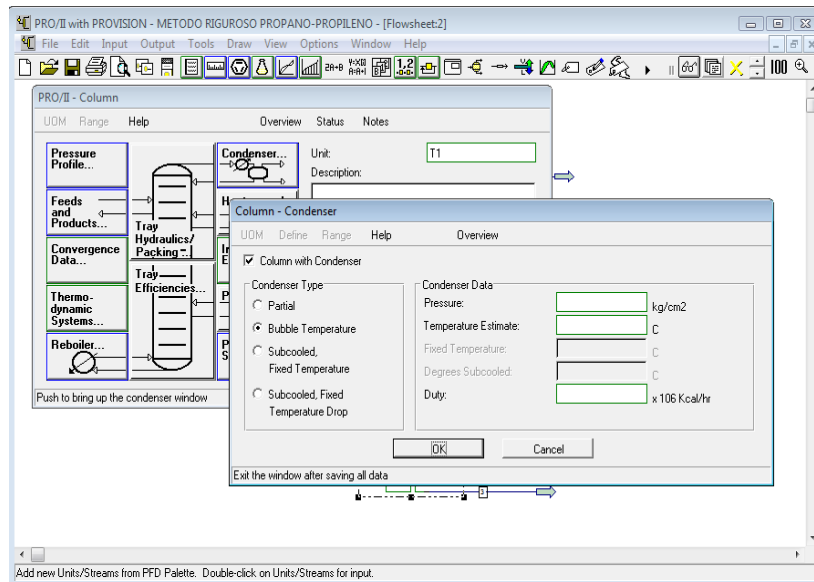 PRO/II with PROVISION - METODO RIGUROSO PROPANO-PROPILENO - [Flowsheet:2]
File Edit Input Output Tools Draw View Options Window Help
100
PRO/II - Column
UOM Range Help Overview Status Notes
Pressure
Profile...
Feeds
and
Products...
Convergence
Data...
Thermo-
dynamic
Systems...
Reboiler...
Tray
Hydraulics/
Packing...
Tray
Efficiencies...
Condenser...
Unit: T1
Description:
Push to bring up the condenser window
Column - Condenser
UOM Define Range Help Overview
Column with Condenser
Condenser Type
Partial
Bubble Temperature
Subcooled,
Fixed Temperature
Subcooled, Fixed
Temperature Drop
Condenser Data
Pressure: kg/cm2
Temperature Estimate: C
Fixed Temperature: C
Degrees Subcooled: C
Duty: x 106 Kcal/hr
OK Cancel
Exit the window after saving all data
3
Add new Units/Streams from PFD Palette. Double-click on Units/Streams for input.